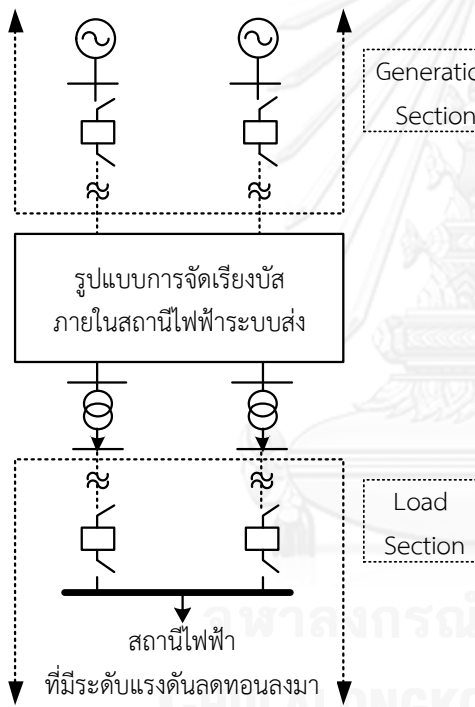 Generatio
Section
รูปแบบการจัดเรียงบัส
ภายในสถานีไฟฟ้าระบบส่ง
Load
Section
สถานีไฟฟ้า
ที่มีระดับแรงดันลดทอนลงมา